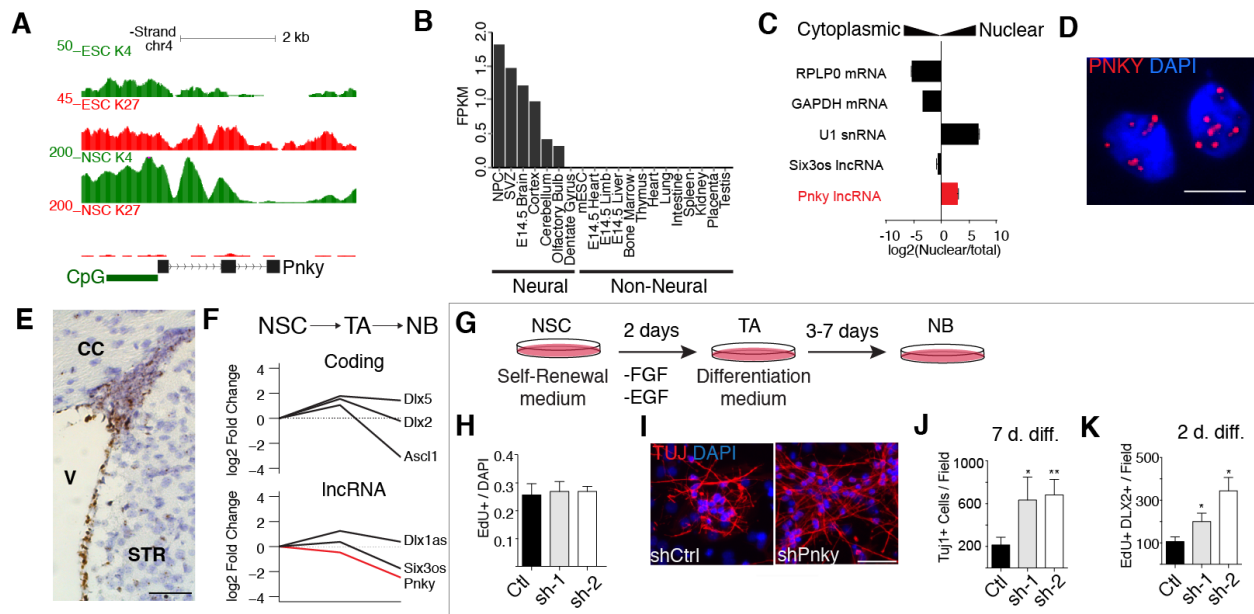 A
-Strand
chr4
2 kb
50
ESC K4
45
ESC K27
200
NSC K4
200
NSC K27
CpG
Pnky
B
FPKM
2.0
1.5
1.0
0.5
0.0
NPC
SVZ
E14.5 Brain
Cortex
Cerebellum
Olfactory Bulb
Dentate Gyrus
mESC
E14.5 Heart
E14.5 Limb
E14.5 Liver
Bone Marrow
Thymus
Heart
Lung
Intestine
Spleen
Kidney
Placenta
Testis
Neural
Non-Neural
C
Cytoplasmic
Nuclear
RPLP0 mRNA
GAPDH mRNA
U1 snRNA
Six3os lncRNA
Pnky lncRNA
-10 -5 0 5 10
log2(Nuclear/total)
D
PNKY DAPI
E
CC
V
STR
F
NSC TA NB
Coding
log2 Fold Change
4
2
0
-2
-4
Dlx5
Dlx2
Ascl1
lncRNA
log2 Fold Change
4
2
0
-2
-4
Dlx1as
Six3os
Pnky
G
NSC
2 days
TA
3-7 days
NB
Self-Renewal
medium
-FGF
-EGF
Differentiation
medium
H
EdU+ / DAPI
0.4
0.3
0.2
0.1
Ctl
sh-1
sh-2
I
TUJ DAPI
shCtrl
shPnky
J
7 d. diff.
Tuj1+ Cells / Field
1000
600
200
*
**
Ctl
sh-1
sh-2
K
2 d. diff.
EdU+ DLX2+ / Field
500
300
100
*
*
Ctl
sh-1
sh-2